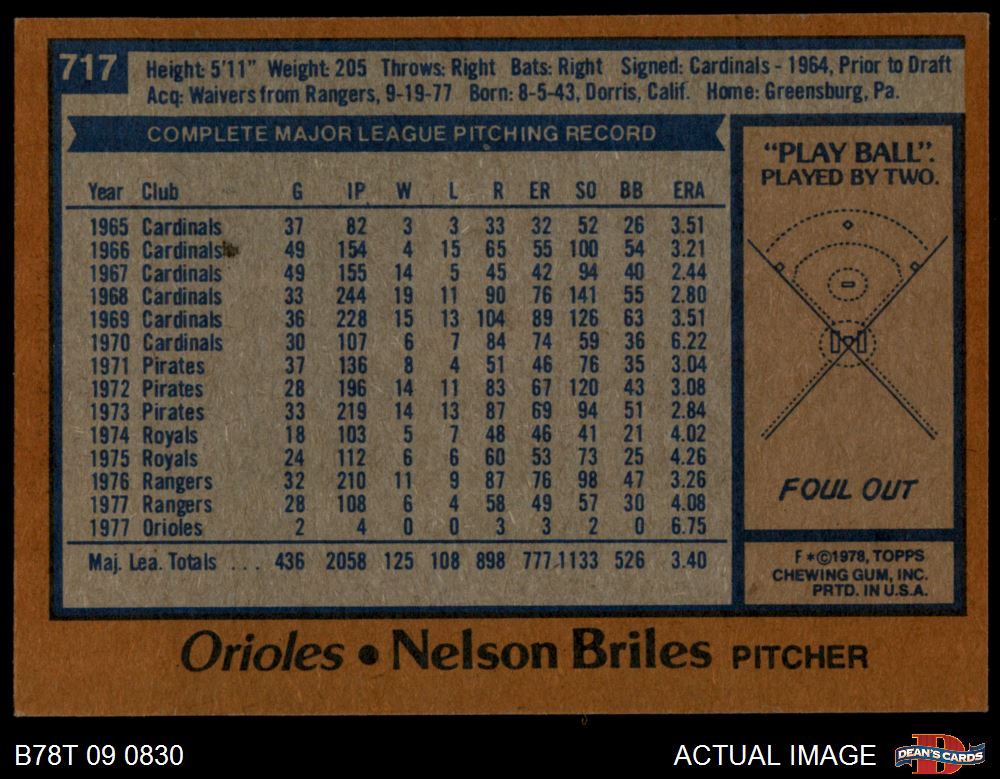 717
Height: 5'11" Weight: 205 Throws: Right Bats: Right Signed: Cardinals - 1964, Prior to Draft
Acq: Waivers from Rangers, 9-19-77 Born: 8-5-43, Dorris, Calif. Home: Greensburg, Pa.
COMPLETE MAJOR LEAGUE PITCHING RECORD
Year Club G IP W L R ER SO BB ERA
1965 Cardinals 37 82 3 3 33 32 52 26 3.51
1966 Cardinals 49 154 4 15 65 55 100 54 3.21
1967 Cardinals 49 155 14 5 45 42 94 40 2.44
1968 Cardinals 33 244 19 11 90 76 141 55 2.80
1969 Cardinals 36 228 15 13 104 89 126 63 3.51
1970 Cardinals 30 107 6 7 84 74 59 36 6.22
1971 Pirates 37 136 8 4 51 46 76 35 3.04
1972 Pirates 28 196 14 11 83 67 120 43 3.08
1973 Pirates 33 219 14 13 87 69 94 51 2.84
1974 Royals 18 103 5 7 48 46 41 21 4.02
1975 Royals 24 112 6 6 60 53 73 25 4.26
1976 Rangers 32 210 11 9 87 76 98 47 3.26
1977 Rangers 28 108 6 4 58 49 57 30 4.08
1977 Orioles 2 4 0 0 3 3 2 0 6.75
Maj. Lea. Totals ... 436 2058 125 108 898 777 1133 526 3.40
"PLAY BALL".
PLAYED BY TWO.
FOUL OUT
F*©1978, TOPPS
CHEWING GUM, INC.
PRTD. IN U.S.A.
Orioles • Nelson Briles PITCHER
B78T 09 0830
ACTUAL IMAGE
DEAN'S CARDS